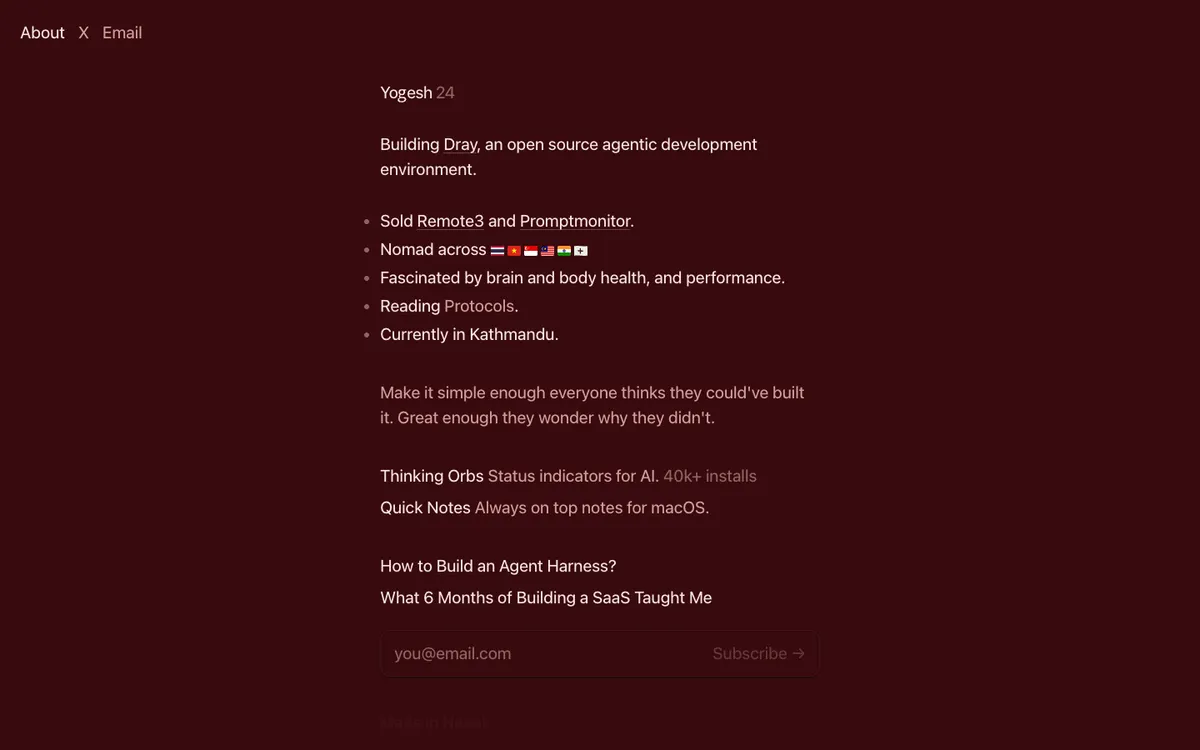 About X Email
Yogesh 24
Building Dray, an open source agentic development
environment.
Sold Remote3 and Promptmonitor.
Nomad across
Fascinated by brain and body health, and performance.
Reading Protocols.
Currently in Kathmandu.
Make it simple enough everyone thinks they could've built
it. Great enough they wonder why they didn't.
Thinking Orbs Status indicators for AI. 40k+ installs
Quick Notes Always on top notes for macOS.
How to Build an Agent Harness?
What 6 Months of Building a SaaS Taught Me
you@email.com Subscribe →